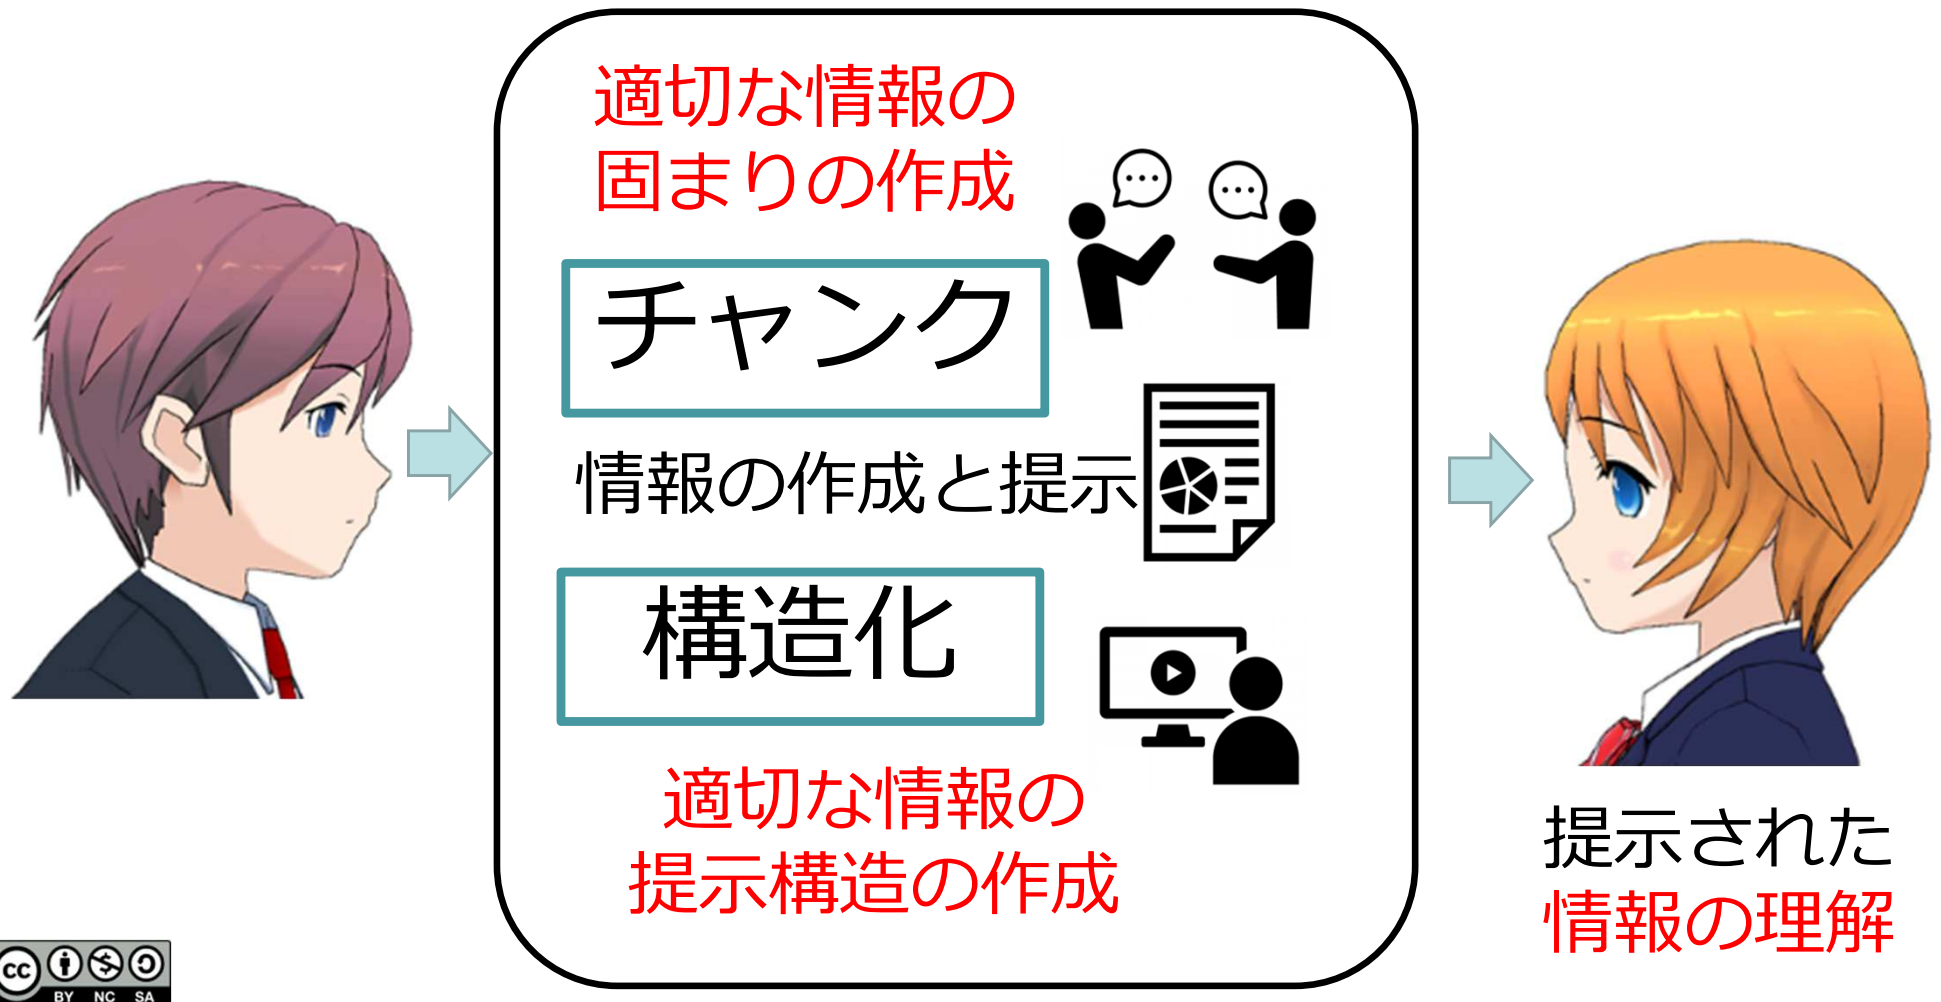 適切な情報の
固まりの作成
チャンク
情報の作成と提示
構造化
適切な情報の
提示構造の作成
提示された
情報の理解
cc
BY NC SA